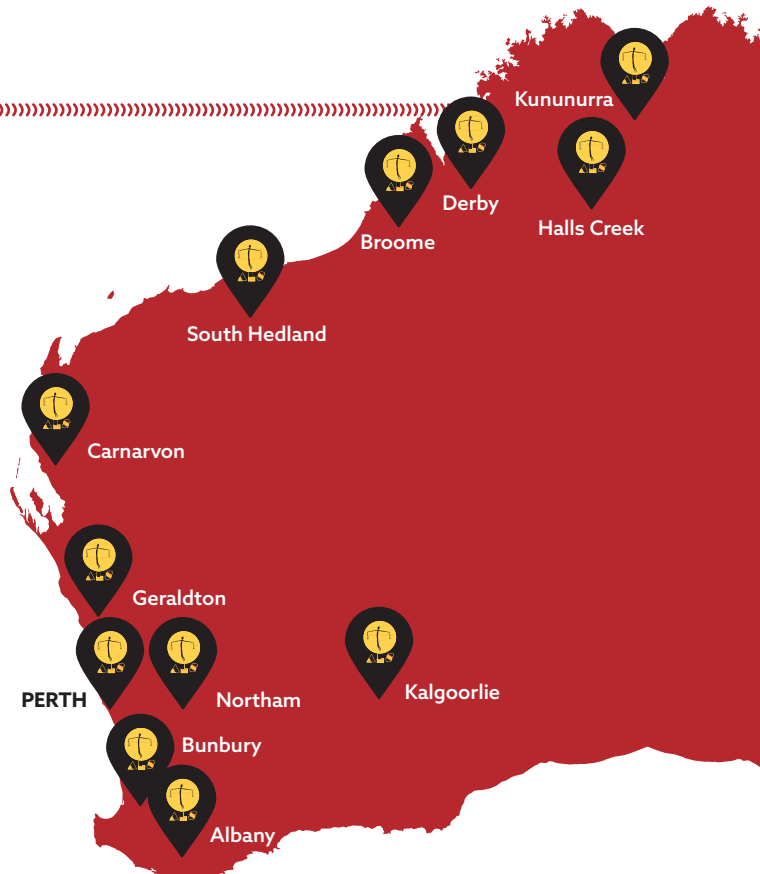 Kununurra
Derby
Halls Creek
Broome
South Hedland
Carnarvon
Geraldton
Kalgoorlie
PERTH
Northam
Bunbury
Albany